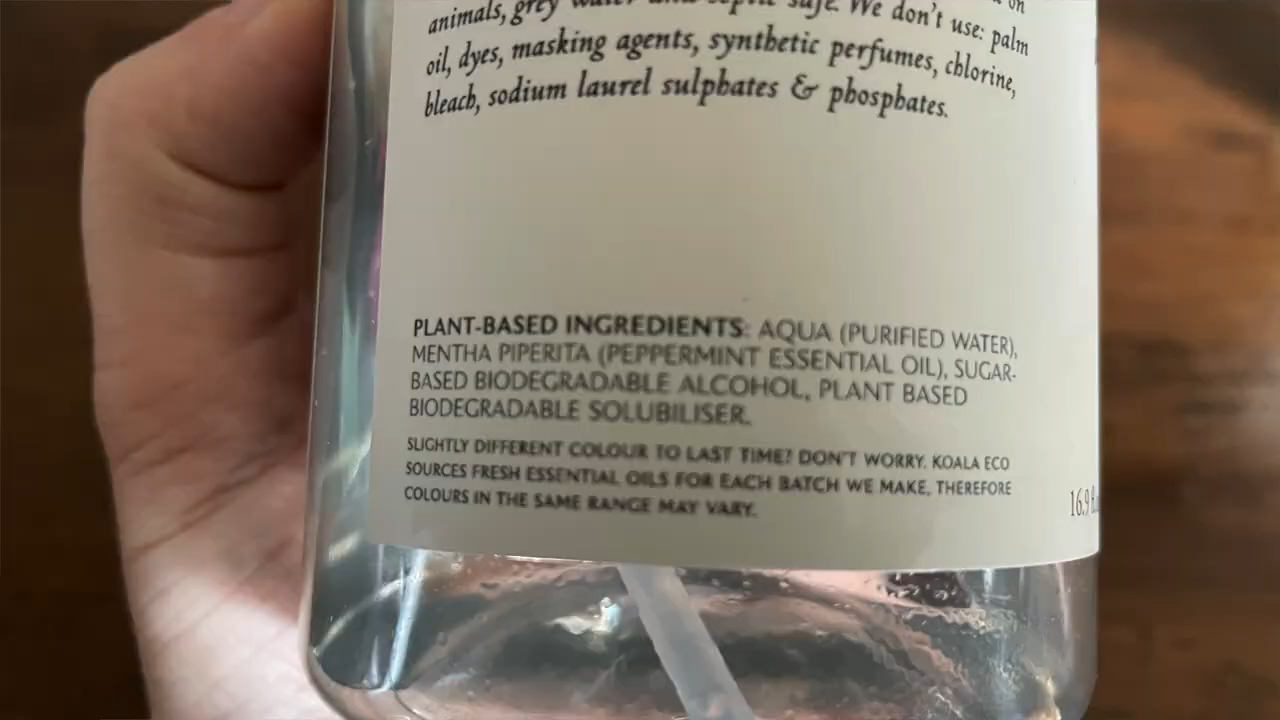 on
animals, grey water and septic safe. We don't use: palm
oil, dyes, masking agents, synthetic perfumes, chlorine,
bleach, sodium laurel sulphates & phosphates.
PLANT-BASED INGREDIENTS: AQUA (PURIFIED WATER),
MENTHA PIPERITA (PEPPERMINT ESSENTIAL OIL), SUGAR-
BASED BIODEGRADABLE ALCOHOL, PLANT BASED
BIODEGRADABLE SOLUBILISER.
SLIGHTLY DIFFERENT COLOUR TO LAST TIME? DON'T WORRY. KOALA ECO
SOURCES FRESH ESSENTIAL OILS FOR EACH BATCH WE MAKE, THEREFORE
COLOURS IN THE SAME RANGE MAY VARY.
16.9